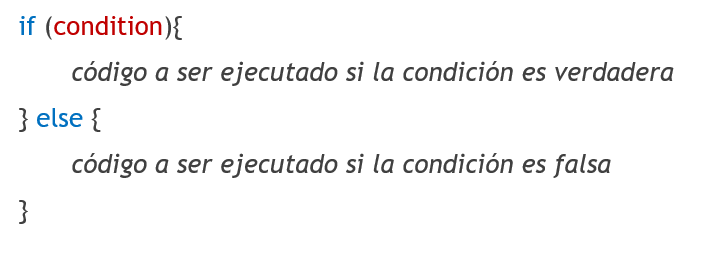 if (condition){
código a ser ejecutado si la condición es verdadera
} else {
código a ser ejecutado si la condición es falsa
}